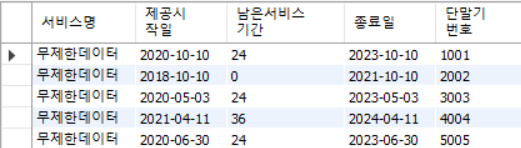 서비스명 제공시작일 남은서비스기간 종료일 단말기번호
무제한데이터 2020-10-10 24 2023-10-10 1001
무제한데이터 2018-10-10 0 2021-10-10 2002
무제한데이터 2020-05-03 24 2023-05-03 3003
무제한데이터 2021-04-11 36 2024-04-11 4004
무제한데이터 2020-06-30 24 2023-06-30 5005